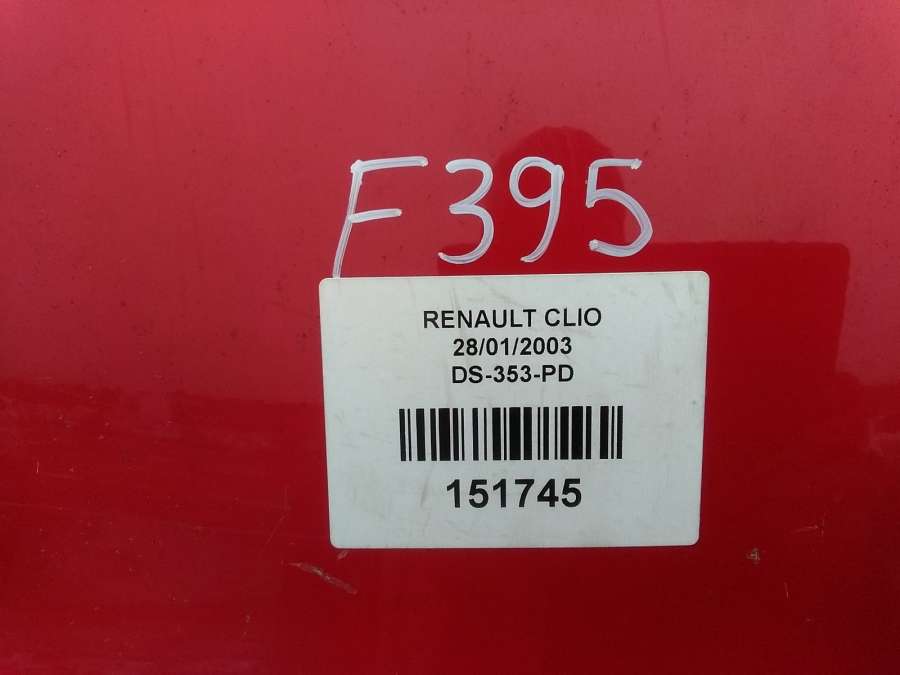 F395
RENAULT CLIO
28/01/2003
DS-353-PD
151745